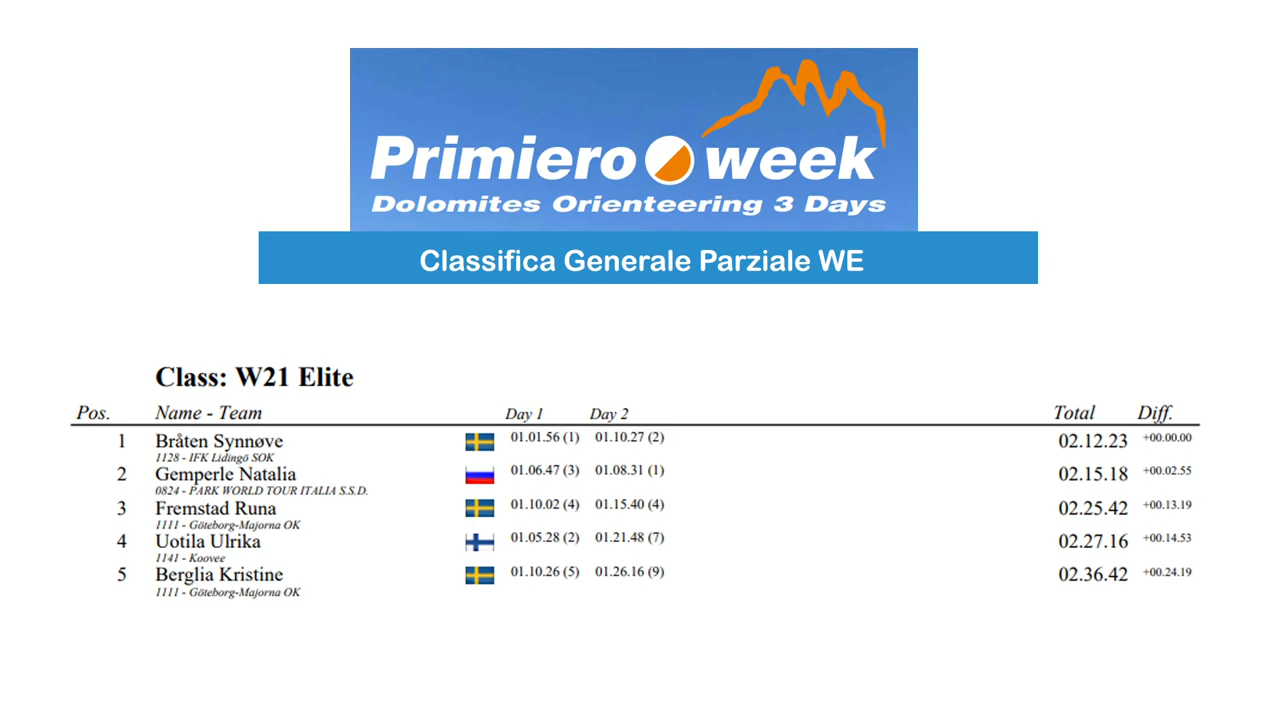 Primiero week
Dolomites Orienteering 3 Days
Classifica Generale Parziale WE
Class: W21 Elite
Pos. Name - Team Day 1 Day 2 Total Diff.
1 Bråten Synnøve 01.01.56 (1) 01.10.27 (2) 02.12.23 +00.00.00
1128 - IFK Lidingö SOK
2 Gemperle Natalia 01.06.47 (3) 01.08.31 (1) 02.15.18 +00.02.55
0824 - PARK WORLD TOUR ITALIA S.S.D.
3 Fremstad Runa 01.10.02 (4) 01.15.40 (4) 02.25.42 +00.13.19
1111 - Göteborg-Majorna OK
4 Uotila Ulrika 01.05.28 (2) 01.21.48 (7) 02.27.16 +00.14.53
1141 - Koovee
5 Berglia Kristine 01.10.26 (5) 01.26.16 (9) 02.36.42 +00.24.19
1111 - Göteborg-Majorna OK